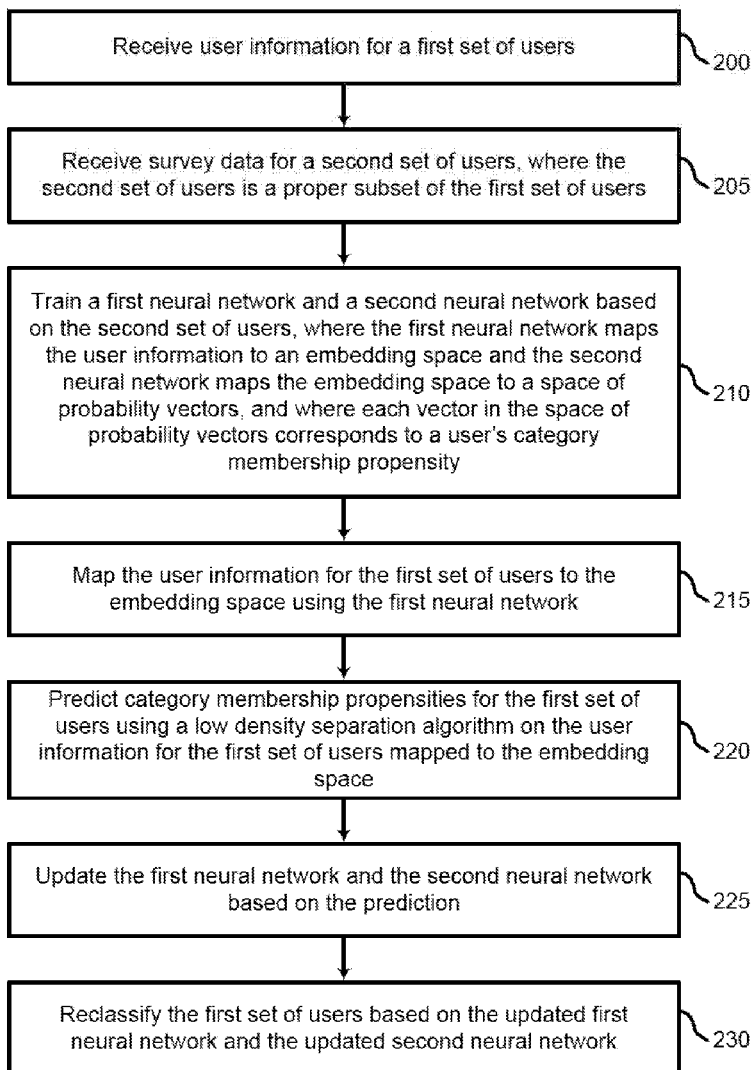 Receive user information for a first set of users
200
Receive survey data for a second set of users, where the
second set of users is a proper subset of the first set of users
205
Train a first neural network and a second neural network based
on the second set of users, where the first neural network maps
the user information to an embedding space and the second
neural network maps the embedding space to a space of
probability vectors, and where each vector in the space of
probability vectors corresponds to a user's category
membership propensity
210
Map the user information for the first set of users to the
embedding space using the first neural network
215
Predict category membership propensities for the first set of
users using a low density separation algorithm on the user
information for the first set of users mapped to the embedding
space
220
Update the first neural network and the second neural network
based on the prediction
225
Reclassify the first set of users based on the updated first
neural network and the updated second neural network
230